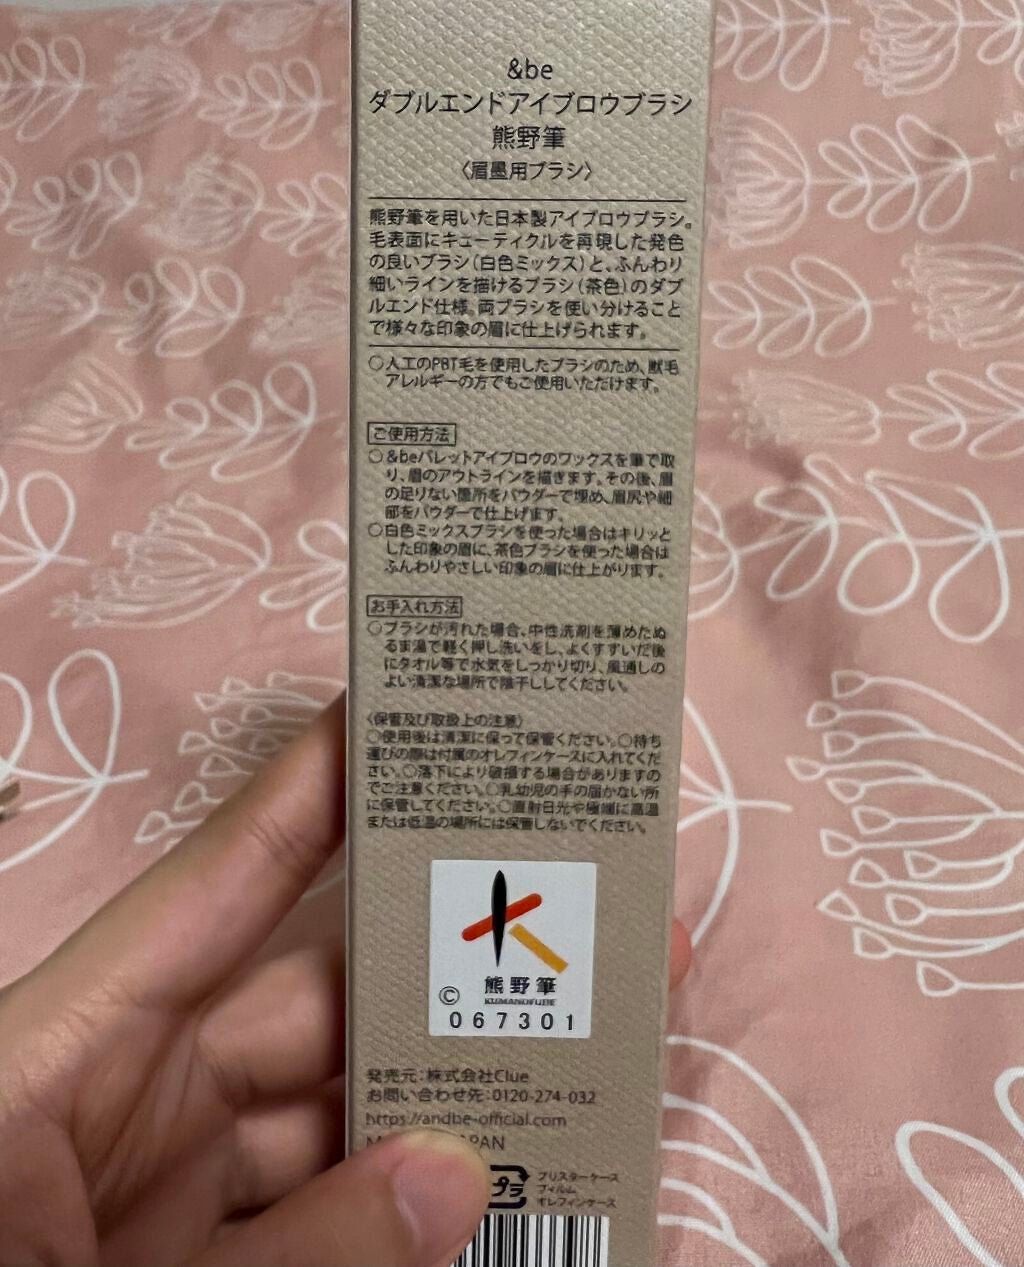 &be
ダブルエンドアイブロウブラシ
熊野筆
〈眉墨用ブラシ〉
熊野筆を用いた日本製アイブロウブラシ。
毛表面にキューティクルを再現した発色
の良いブラシ(白色ミックス)と、ふんわり
細いラインを描けるブラシ(茶色)のダブ
ルエンド仕様。両ブラシを使い分けること
で様々な印象の眉に仕上げられます。
○人工のPBT毛を使用したブラシのため、獣毛
アレルギーの方でもご使用いただけます。
ご使用方法
○&beパレットアイブロウのワックスを筆で取
り、眉のアウトラインを描きます。その後、眉
の足りない箇所をパウダーで埋め、眉尻や細
部をパウダーで仕上げます。
○白色ミックスブラシを使った場合はキリッと
した印象の眉に、茶色ブラシを使った場合は
ふんわりやさしい印象の眉に仕上がります。
お手入れ方法
○ブラシが汚れた場合、中性洗剤を薄めたぬ
るま湯で軽く押し洗いをし、よくすすいだ後
にタオル等で水気をしっかり切り、風通しの
よい清潔な場所で陰干ししてください。
〈保管及び取扱上の注意〉
○使用後は清潔に保って保管ください。○持ち
運びの際は付属のオレフィンケースに入れてくだ
さい。○落下により破損する場合がありますの
でご注意ください。○乳幼児の手の届かない所
に保管してください。○直射日光や極端に高温
または低温の場所には保管しないでください。
熊野筆
© KUMANOFUDE
067301
発売元:株式会社Clue
お問い合わせ先:0120-274-032
https://andbe-official.com
JAPAN
プラ
ブリスターケース
フィルム
オレフィンケース